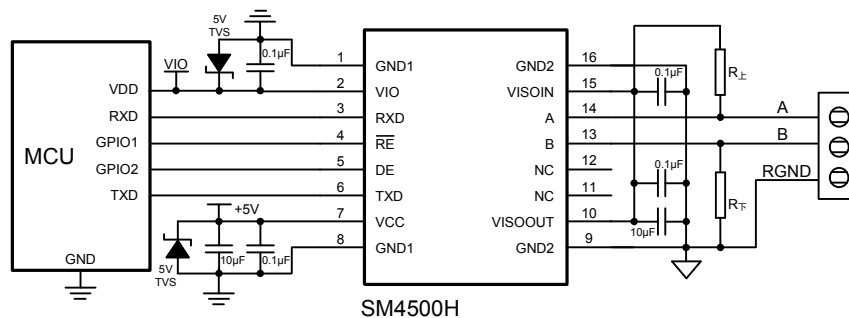 5V
TVS
0.1μF
VIO
1
GND1
GND2
16
VDD
2
VIO
VISOIN
15
0.1μF
R上
RXD
3
RXD
A
14
A
GPIO1
4
RE
B
13
B
MCU
GPIO2
5
DE
NC
12
RGND
TXD
6
TXD
NC
11
0.1μF
+5V
7
VCC
VISOOUT
10
10μF
R下
5V
TVS
10μF
0.1μF
8
GND1
GND2
9
GND
SM4500H